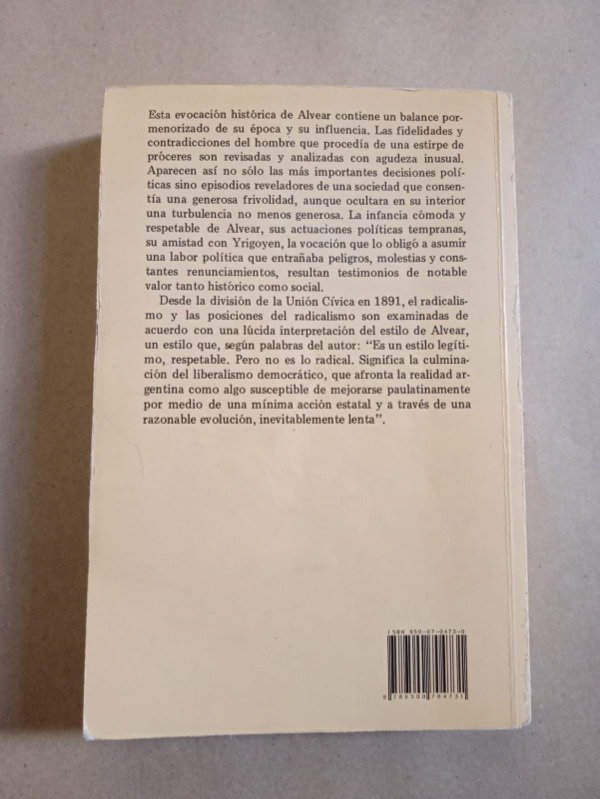 Esta evocación histórica de Alvear contiene un balance por-
menorizado de su época y su influencia. Las fidelidades y
contradicciones del hombre que procedía de una estirpe de
próceres son revisadas y analizadas con agudeza inusual.
Aparecen así no sólo las más importantes decisiones polí-
ticas sino episodios reveladores de una sociedad que consen-
tía una generosa frivolidad, aunque ocultara en su interior
una turbulencia no menos generosa. La infancia cómoda y
respetable de Alvear, sus actuaciones políticas tempranas,
su amistad con Yrigoyen, la vocación que lo obligó a asumir
una labor política que entrañaba peligros, molestias y cons-
tantes renunciamientos, resultan testimonios de notable
valor tanto histórico como social.
Desde la división de la Unión Cívica en 1891, el radicalis-
mo y las posiciones del radicalismo son examinadas de
acuerdo con una lúcida interpretación del estilo de Alvear,
un estilo que, según palabras del autor: "Es un estilo legíti-
mo, respetable. Pero no es lo radical. Significa la culmina-
ción del liberalismo democrático, que afronta la realidad ar-
gentina como algo susceptible de mejorarse paulatinamente
por medio de una mínima acción estatal y a través de una
razonable evolución, inevitablemente lenta".
ISBN 950-07-0473-0
9 789500 704731